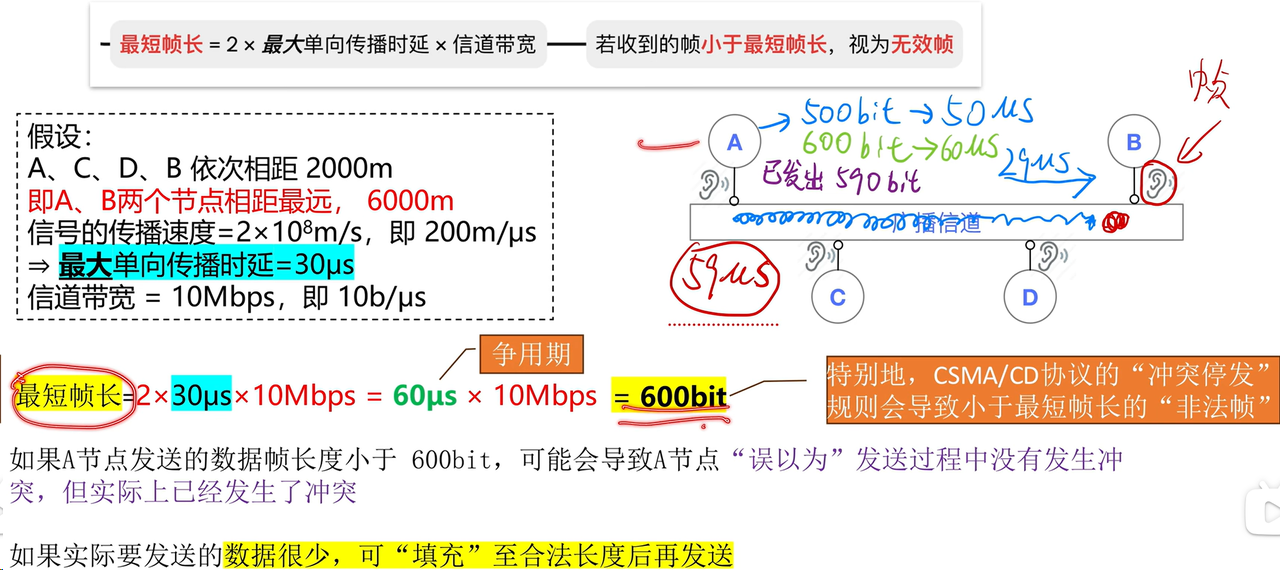 最短帧长 = 2 × 最大单向传播时延 × 信道带宽
若收到的帧小于最短帧长，视为无效帧
假设：
A、C、D、B 依次相距 2000m
即A、B两个节点相距最远， 6000m
信号的传播速度=2×10⁸m/s，即 200m/μs
⇒ 最大单向传播时延=30μs
信道带宽 = 10Mbps，即 10b/μs
帧
A
500bit → 50μs
600bit→60μs
已发出 590bit
29μs
B
广播信道
59μs
C
D
争用期
最短帧长=2×30μs×10Mbps = 60μs × 10Mbps = 600bit
特别地，CSMA/CD协议的“冲突停发”
规则会导致小于最短帧长的“非法帧”
如果A节点发送的数据帧长度小于 600bit，可能会导致A节点“误以为”发送过程中没有发生冲
突，但实际上已经发生了冲突
如果实际要发送的数据很少，可“填充”至合法长度后再发送